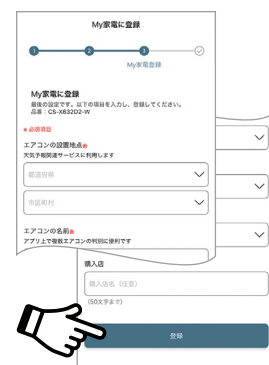 My家電に登録
1
2
3
My家電登録
My家電に登録
最後の設定です。以下の項目を入力し、登録してください。
品番：CS-X632D2-W
※必須項目
エアコンの設置地点※
天気予報関連サービスに利用します
都道府県
市区町村
エアコンの名前※
アプリ上で複数エアコンの判別に便利です
購入店
購入店名（任意）
(50文字まで)
登録